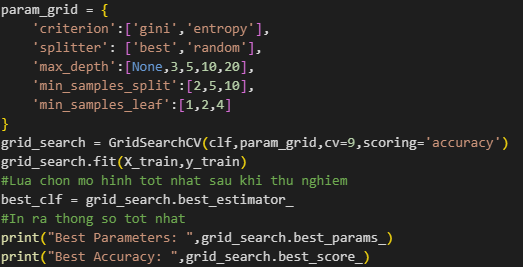 param_grid = {
    'criterion':['gini','entropy'],
    'splitter': ['best','random'],
    'max_depth':[None,3,5,10,20],
    'min_samples_split':[2,5,10],
    'min_samples_leaf':[1,2,4]
}
grid_search = GridSearchCV(clf,param_grid,cv=9,scoring='accuracy')
grid_search.fit(X_train,y_train)
#Lua chon mo hinh tot nhat sau khi thu nghiem
best_clf = grid_search.best_estimator_
#In ra thong so tot nhat
print("Best Parameters: ",grid_search.best_params_)
print("Best Accuracy: ",grid_search.best_score_)